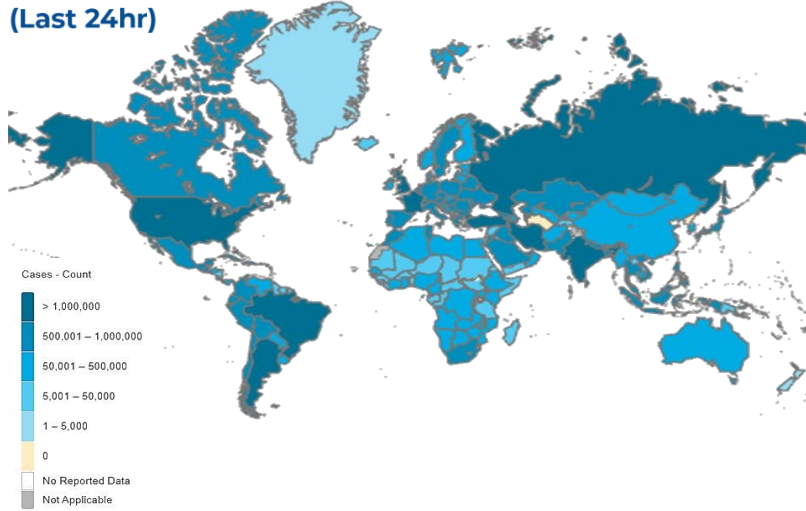 (Last 24hr)
Cases - Count
> 1,000,000
500,001 – 1,000,000
50,001 – 500,000
5,001 – 50,000
1 – 5,000
0
No Reported Data
Not Applicable